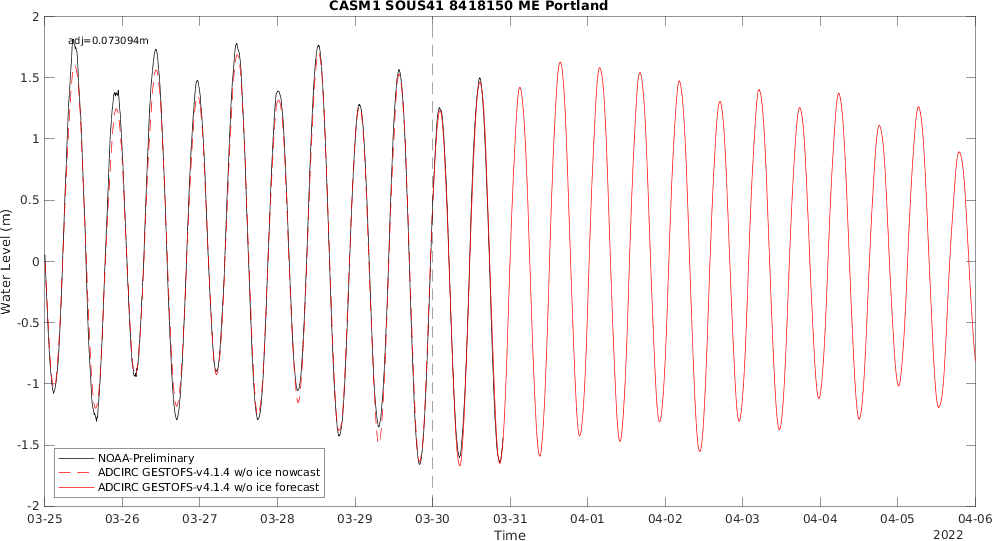 CASM1 SOUS41 8418150 ME Portland
adj=0.073094m
2
1.5
1
0.5
0
-0.5
-1
-1.5
-2
Water Level (m)
NOAA-Preliminary
ADCIRC GESTOFS-v4.1.4 w/o ice nowcast
ADCIRC GESTOFS-v4.1.4 w/o ice forecast
03-25 03-26 03-27 03-28 03-29 03-30 03-31 04-01 04-02 04-03 04-04 04-05 04-06
Time
2022